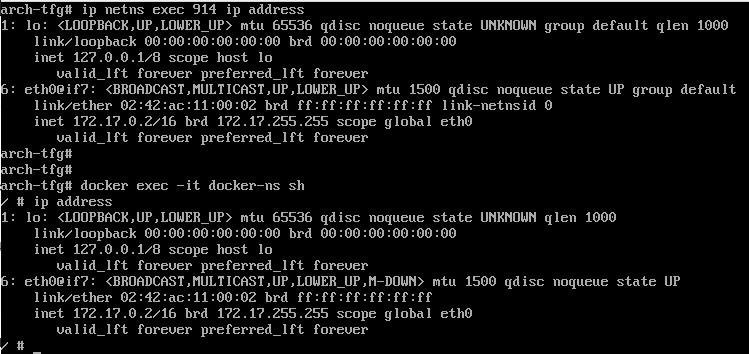 arch-tfg# ip netns exec 914 ip address
1: lo: <LOOPBACK,UP,LOWER_UP> mtu 65536 qdisc noqueue state UNKNOWN group default qlen 1000
    link/loopback 00:00:00:00:00:00 brd 00:00:00:00:00:00
    inet 127.0.0.1/8 scope host lo
       valid_lft forever preferred_lft forever
6: eth0@if7: <BROADCAST,MULTICAST,UP,LOWER_UP> mtu 1500 qdisc noqueue state UP group default
    link/ether 02:42:ac:11:00:02 brd ff:ff:ff:ff:ff:ff link-netnsid 0
    inet 172.17.0.2/16 brd 172.17.255.255 scope global eth0
       valid_lft forever preferred_lft forever
arch-tfg#
arch-tfg#
arch-tfg# docker exec -it docker-ns sh
/ # ip address
1: lo: <LOOPBACK,UP,LOWER_UP> mtu 65536 qdisc noqueue state UNKNOWN qlen 1000
    link/loopback 00:00:00:00:00:00 brd 00:00:00:00:00:00
    inet 127.0.0.1/8 scope host lo
       valid_lft forever preferred_lft forever
6: eth0@if7: <BROADCAST,MULTICAST,UP,LOWER_UP,M-DOWN> mtu 1500 qdisc noqueue state UP
    link/ether 02:42:ac:11:00:02 brd ff:ff:ff:ff:ff:ff
    inet 172.17.0.2/16 brd 172.17.255.255 scope global eth0
       valid_lft forever preferred_lft forever
/ #